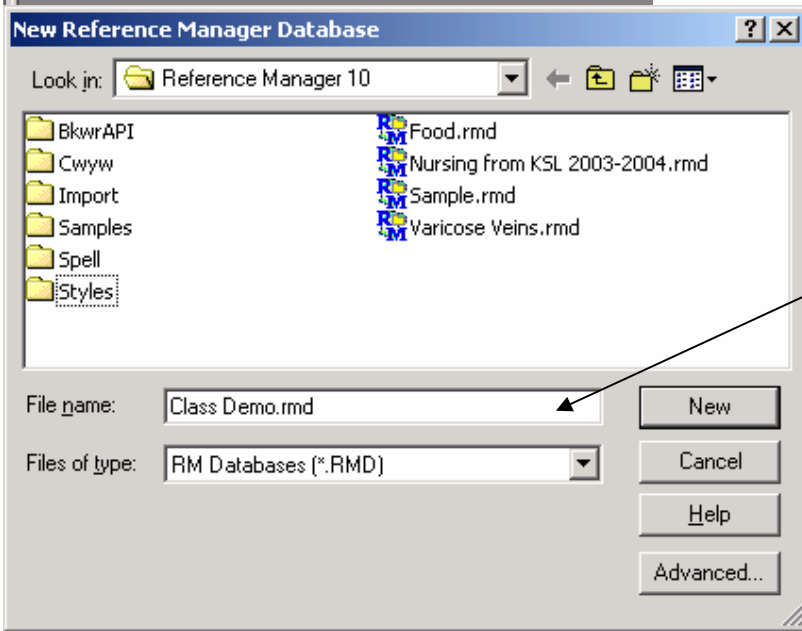 New Reference Manager Database
Look in: Reference Manager 10
BkwrAPI
Cwyw
Import
Samples
Spell
Styles
Food.rmd
Nursing from KSL 2003-2004.rmd
Sample.rmd
Varicose Veins.rmd
File name: Class Demo.rmd New
Files of type: RM Databases (*.RMD) Cancel
Help
Advanced...